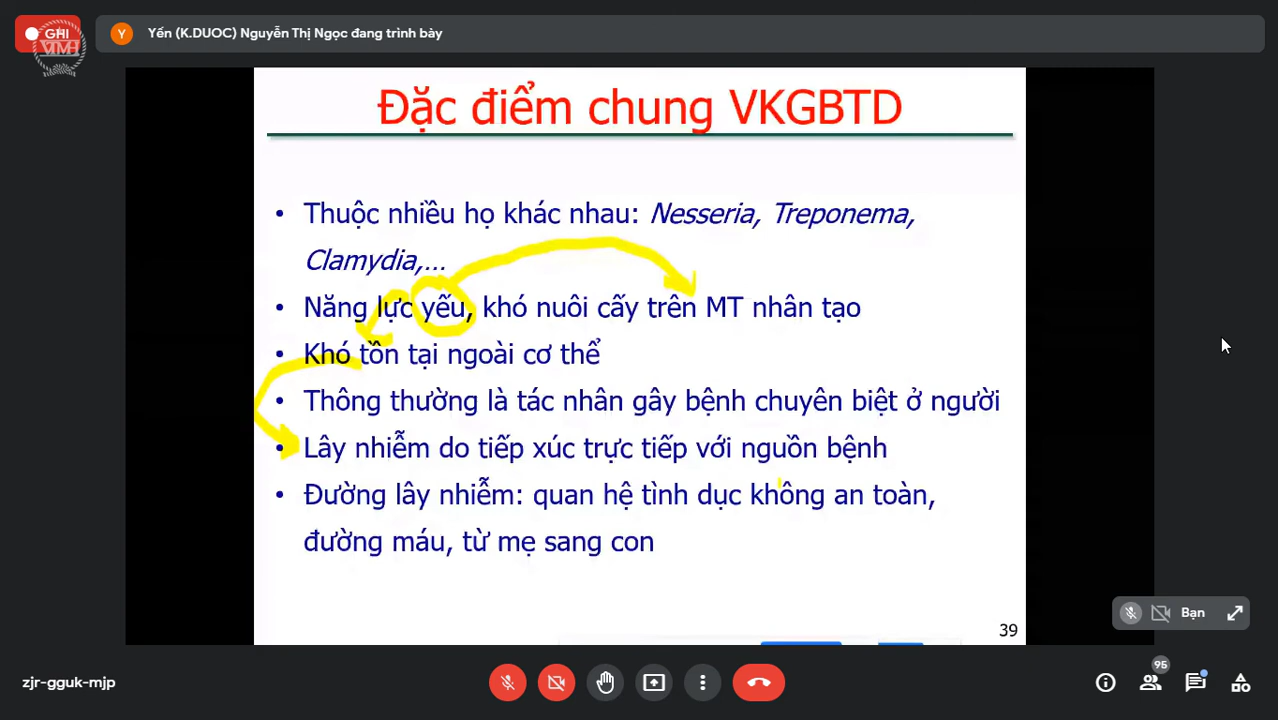 GHI
VTMH
Y
Yến (K.DUOC) Nguyễn Thị Ngọc đang trình bày
Đặc điểm chung VKGBTD
• Thuộc nhiều họ khác nhau: Nesseria, Treponema,
Clamydia,...
• Năng lực yếu, khó nuôi cấy trên MT nhân tạo
• Khó tồn tại ngoài cơ thể
• Thông thường là tác nhân gây bệnh chuyên biệt ở người
• Lây nhiễm do tiếp xúc trực tiếp với nguồn bệnh
• Đường lây nhiễm: quan hệ tình dục không an toàn,
đường máu, từ mẹ sang con
39
Bạn
zjr-gguk-mjp
95